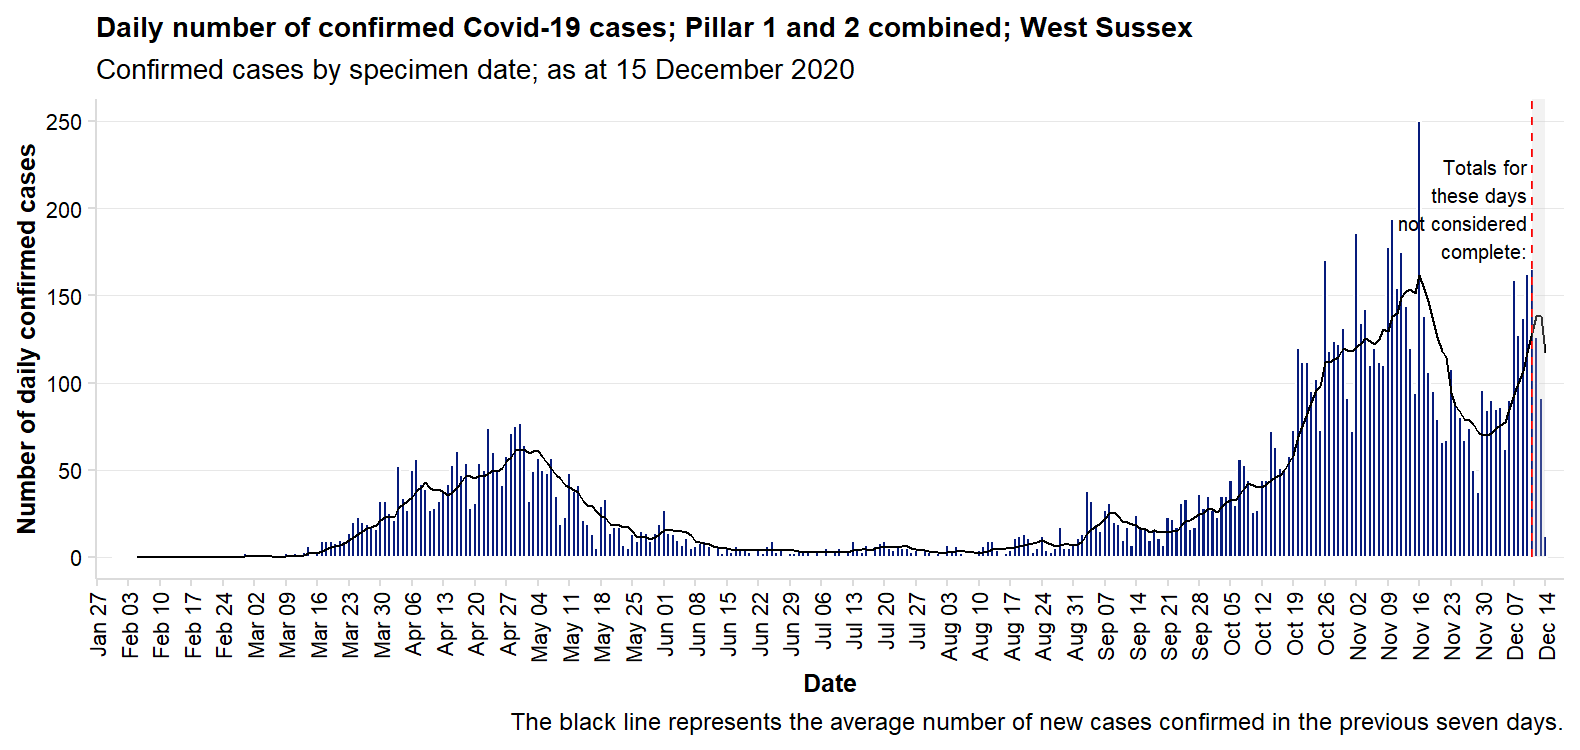 Daily number of confirmed Covid-19 cases; Pillar 1 and 2 combined; West Sussex
Confirmed cases by specimen date; as at 15 December 2020
Number of daily confirmed cases
250
200
150
100
50
0
Totals for
these days
not considered
complete:
Jan 27
Feb 03
Feb 10
Feb 17
Feb 24
Mar 02
Mar 09
Mar 16
Mar 23
Mar 30
Apr 06
Apr 13
Apr 20
Apr 27
May 04
May 11
May 18
May 25
Jun 01
Jun 08
Jun 15
Jun 22
Jun 29
Jul 06
Jul 13
Jul 20
Jul 27
Aug 03
Aug 10
Aug 17
Aug 24
Aug 31
Sep 07
Sep 14
Sep 21
Sep 28
Oct 05
Oct 12
Oct 19
Oct 26
Nov 02
Nov 09
Nov 16
Nov 23
Nov 30
Dec 07
Dec 14
Date
The black line represents the average number of new cases confirmed in the previous seven days.